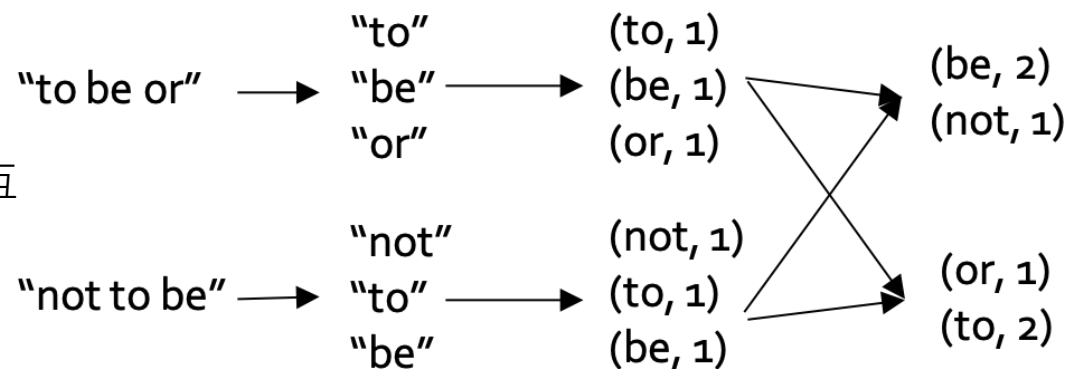 "to be or"
"to"
"be"
"or"
(to, 1)
(be, 1)
(or, 1)
(be, 2)
(not, 1)
"not to be"
"not"
"to"
"be"
(not, 1)
(to, 1)
(be, 1)
(or, 1)
(to, 2)